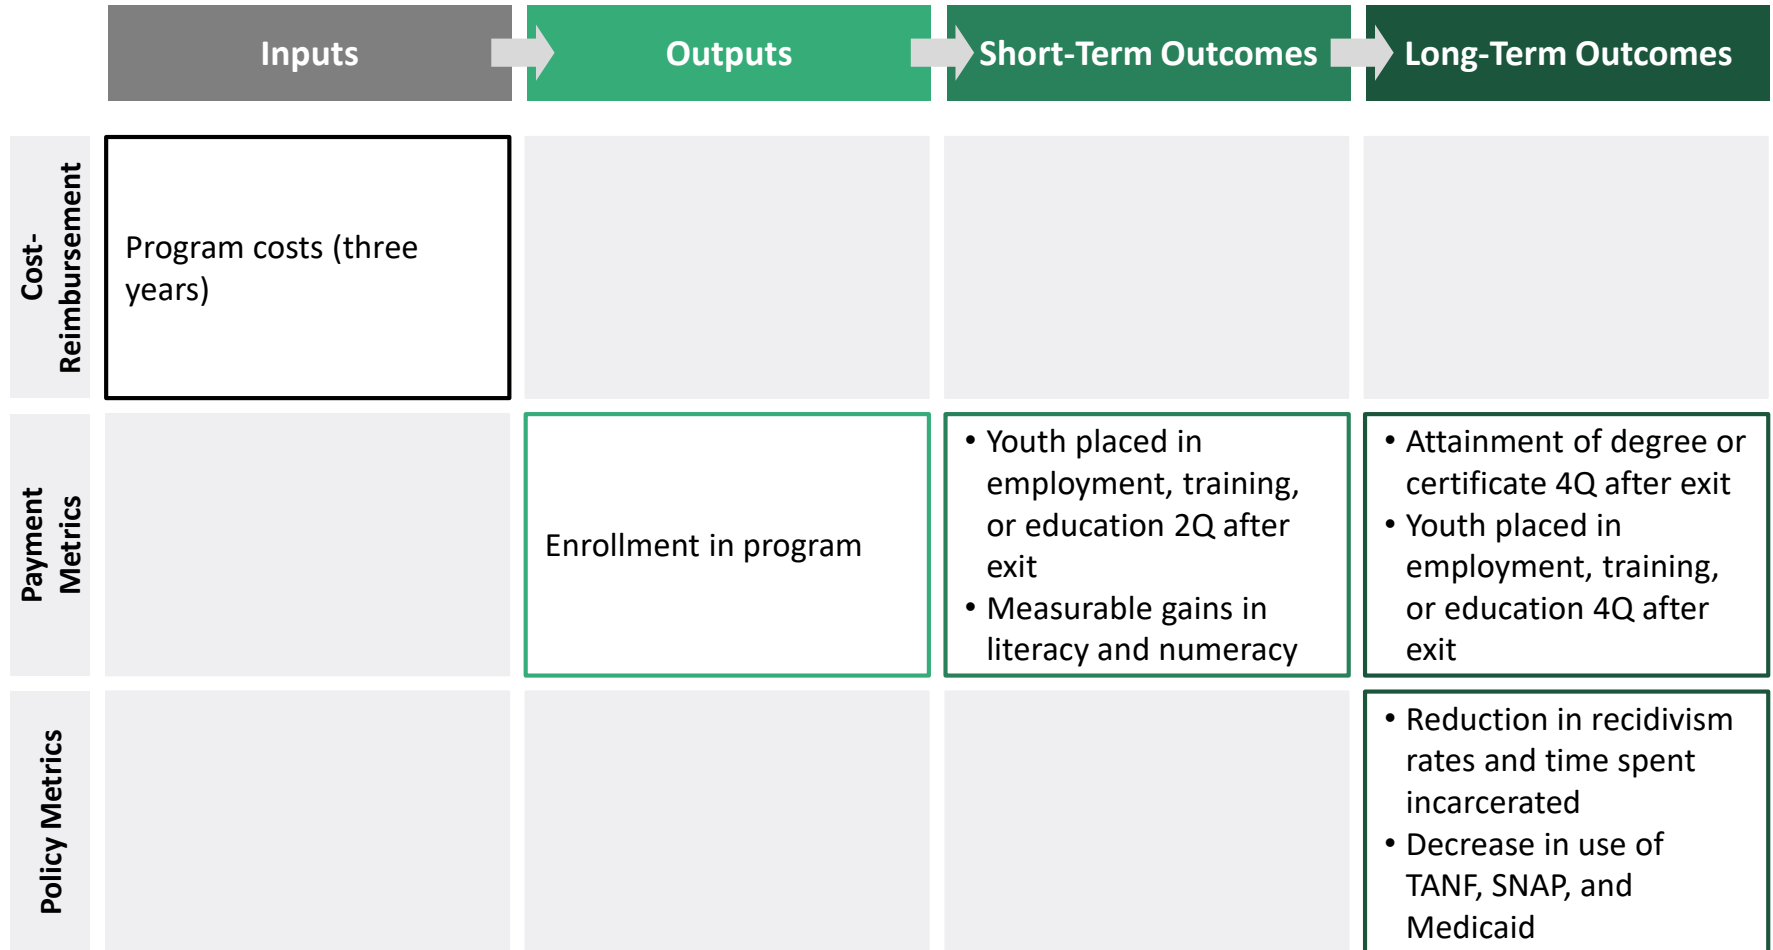 Inputs
Outputs
Short-Term Outcomes
Long-Term Outcomes
Cost-
Reimbursement
Program costs (three
years)
Payment
Metrics
Enrollment in program
• Youth placed in
employment, training,
or education 2Q after
exit
• Measurable gains in
literacy and numeracy
• Attainment of degree or
certificate 4Q after exit
• Youth placed in
employment, training,
or education 4Q after
exit
Policy Metrics
• Reduction in recidivism
rates and time spent
incarcerated
• Decrease in use of
TANF, SNAP, and
Medicaid